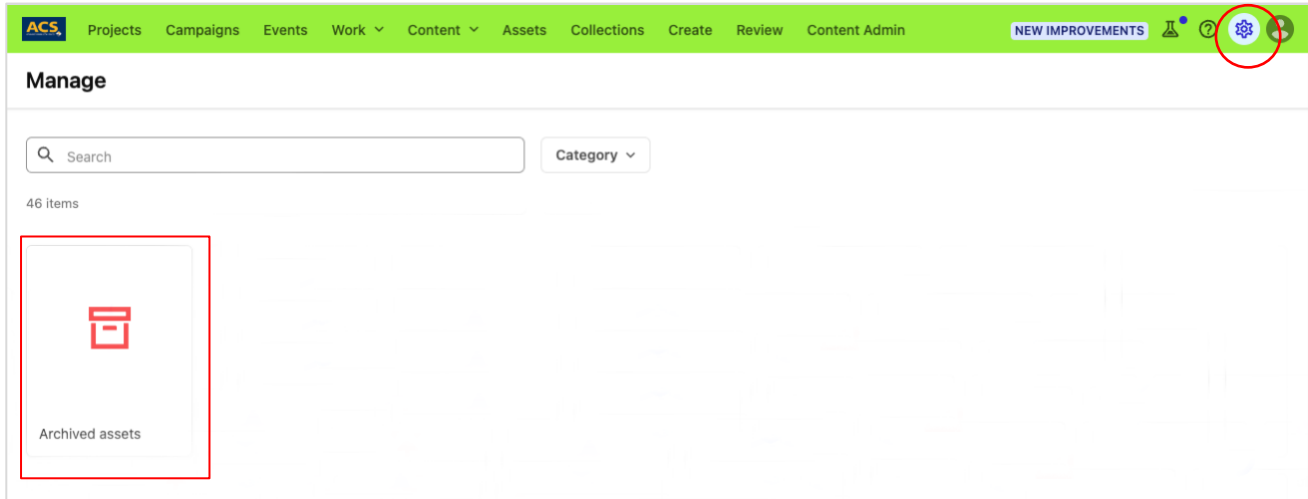 ACS Projects Campaigns Events Work Content Assets Collections Create Review Content Admin NEW IMPROVEMENTS
Manage
Search Category
46 items
Archived assets